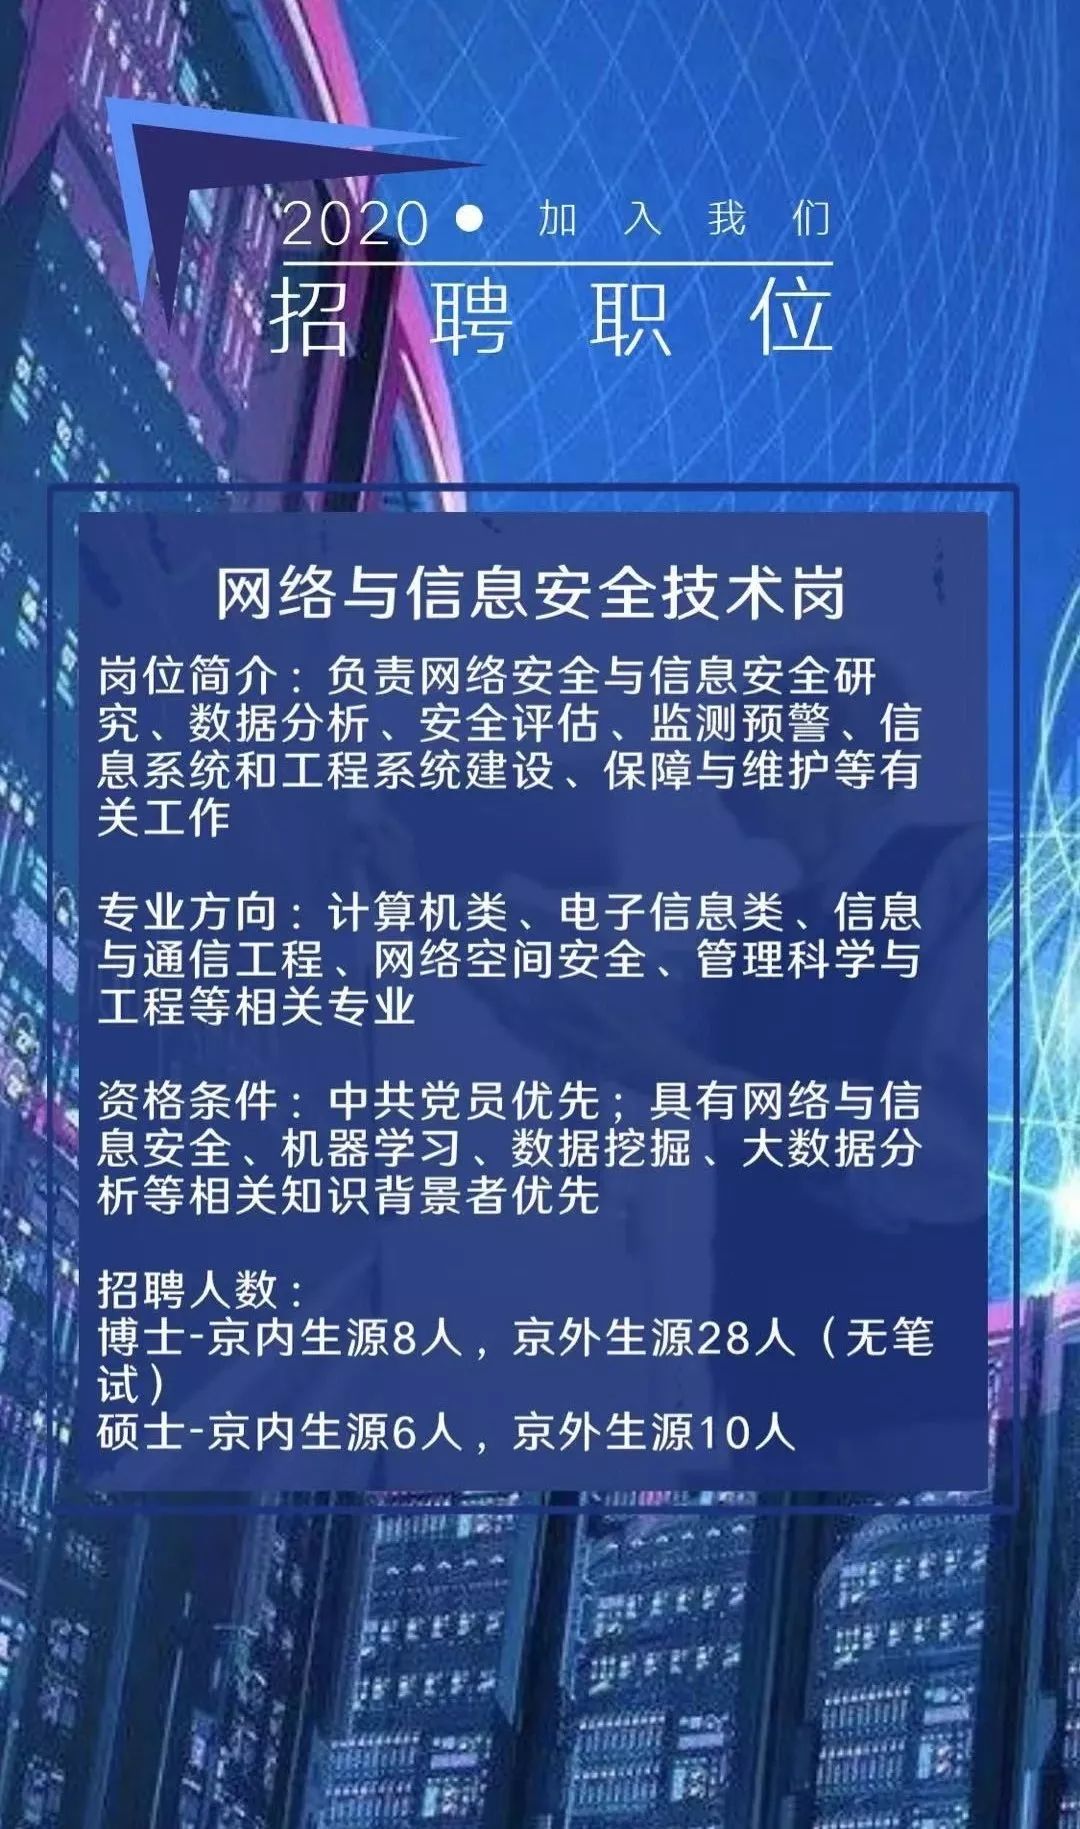 2020 ● 加入我们
招聘职位
网络与信息安全技术岗
岗位简介：负责网络安全与信息安全研
究、数据分析、安全评估、监测预警、信
息系统和工程系统建设、保障与维护等有
关工作
专业方向：计算机类、电子信息类、信息
与通信工程、网络空间安全、管理科学与
工程等相关专业
资格条件：中共党员优先；具有网络与信
息安全、机器学习、数据挖掘、大数据分
析等相关知识背景者优先
招聘人数：
博士-京内生源8人，京外生源28人（无笔
试）
硕士-京内生源6人，京外生源10人